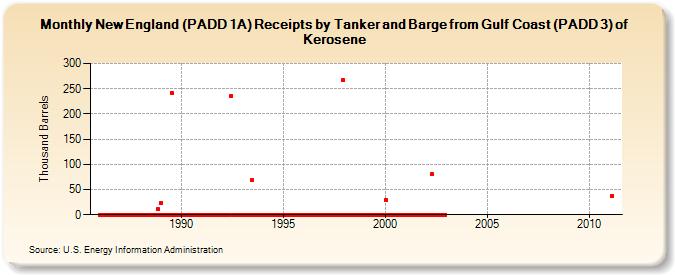 Monthly New England (PADD 1A) Receipts by Tanker and Barge from Gulf Coast (PADD 3) of
Kerosene
Thousand Barrels
300
250
200
150
100
50
0
1990 1995 2000 2005 2010
Source: U.S. Energy Information Administration